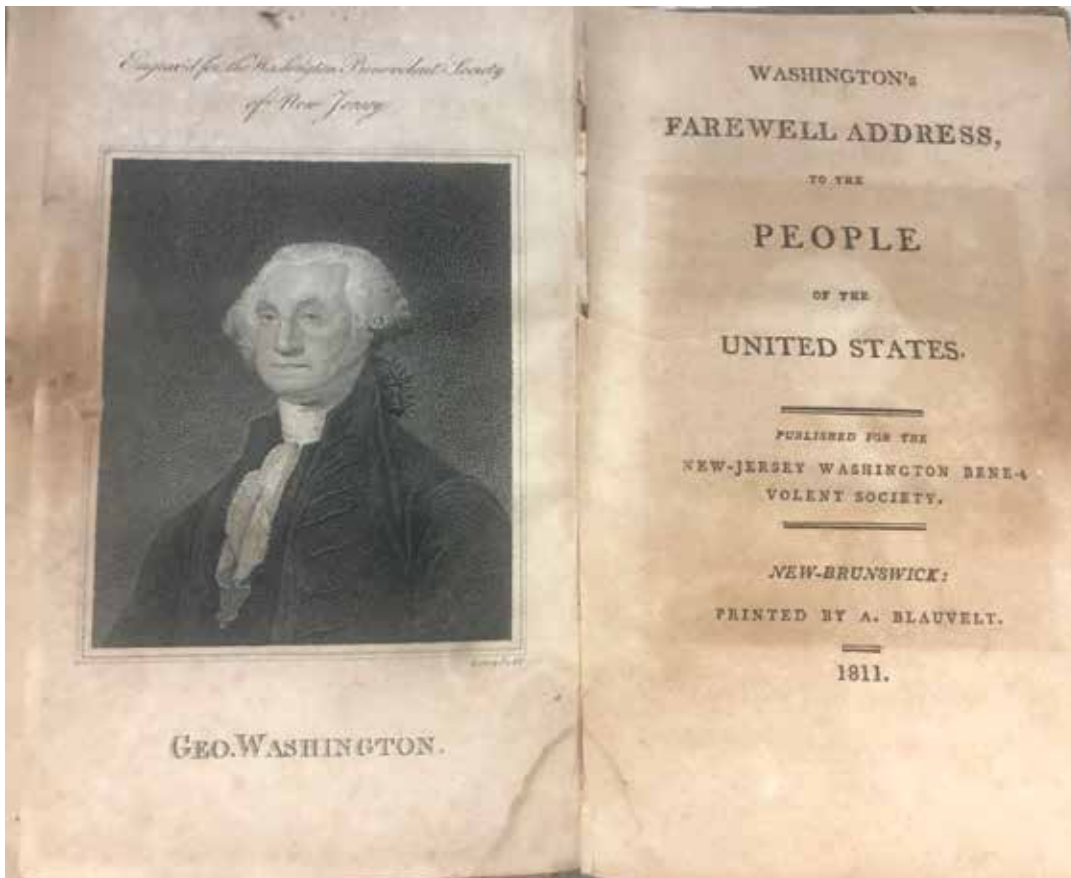 Engrav'd for the Washington Benevolent Society
of New Jersey
GEO. WASHINGTON.
WASHINGTON'S
FAREWELL ADDRESS,
TO THE
PEOPLE
OF THE
UNITED STATES.
PUBLISHED FOR THE
NEW-JERSEY WASHINGTON BENE-
VOLENT SOCIETY.
NEW-BRUNSWICK:
PRINTED BY A. BLAUVELT.
1811.